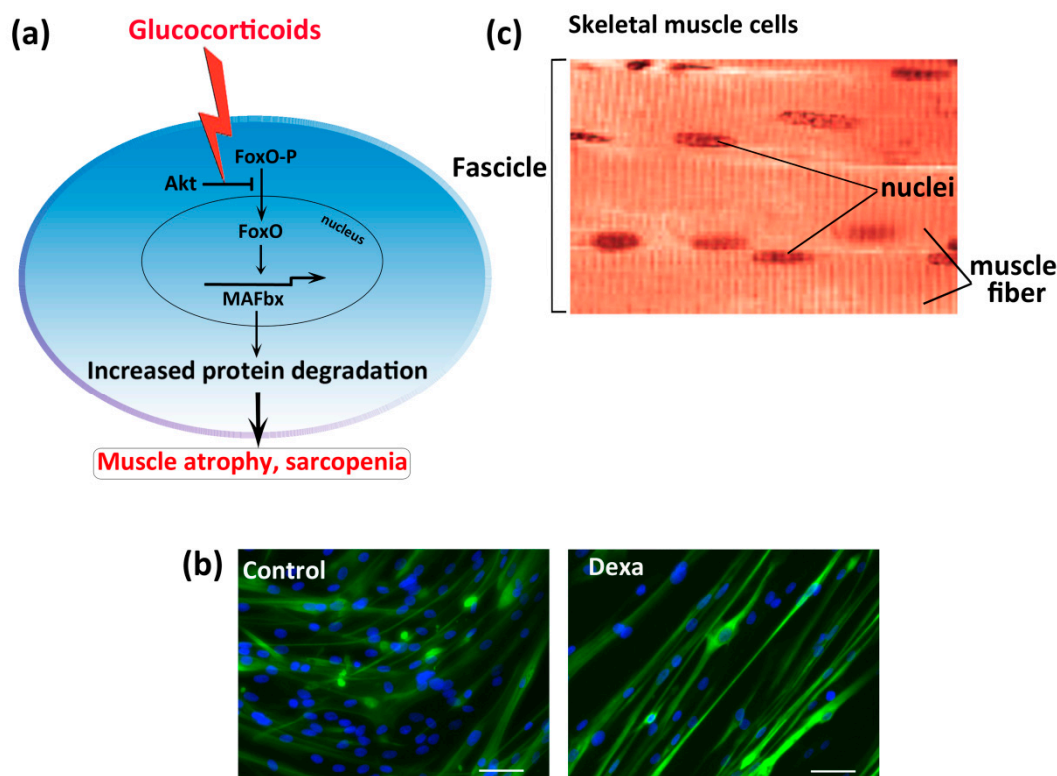 (a)
Glucocorticoids
FoxO-P
Akt
FoxO
nucleus
MAFbx
Increased protein degradation
Muscle atrophy, sarcopenia
(c)
Skeletal muscle cells
Fascicle
nuclei
muscle
fiber
(b)
Control
Dexa